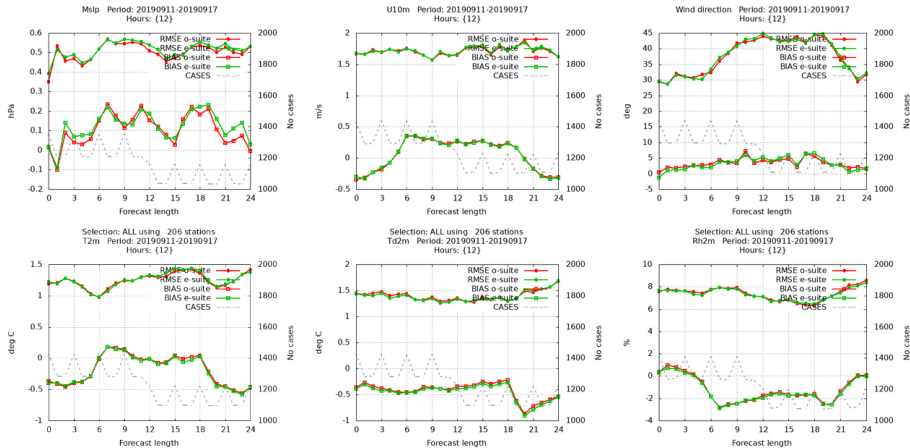 Mslp Period: 20190911-20190917
Hours: {12}
RMSE o-suite
RMSE e-suite
BIAS o-suite
BIAS e-suite
CASES
hPa
No cases
0.6
0.5
0.4
0.3
0.2
0.1
0
-0.1
-0.2
2000
1800
1600
1400
1200
1000
0 3 6 9 12 15 18 21 24
Forecast length
U10m Period: 20190911-20190917
Hours: {12}
RMSE o-suite
RMSE e-suite
BIAS o-suite
BIAS e-suite
CASES
m/s
No cases
2
1.5
1
0.5
0
-0.5
2000
1800
1600
1400
1200
1000
0 3 6 9 12 15 18 21 24
Forecast length
Wind direction Period: 20190911-20190917
Hours: {12}
RMSE o-suite
RMSE e-suite
BIAS o-suite
BIAS e-suite
CASES
deg
No cases
45
40
35
30
25
20
15
10
5
0
-5
2000
1800
1600
1400
1200
1000
0 3 6 9 12 15 18 21 24
Forecast length
Selection: ALL using 206 stations
T2m Period: 20190911-20190917
Hours: {12}
RMSE o-suite
RMSE e-suite
BIAS o-suite
BIAS e-suite
CASES
deg C
No cases
1.5
1
0.5
0
-0.5
-1
2000
1800
1600
1400
1200
1000
0 3 6 9 12 15 18 21 24
Forecast length
Selection: ALL using 206 stations
Td2m Period: 20190911-20190917
Hours: {12}
RMSE o-suite
RMSE e-suite
BIAS o-suite
BIAS e-suite
CASES
deg C
No cases
2
1.5
1
0.5
0
-0.5
-1
2000
1800
1600
1400
1200
1000
0 3 6 9 12 15 18 21 24
Forecast length
Selection: ALL using 206 stations
Rh2m Period: 20190911-20190917
Hours: {12}
RMSE o-suite
RMSE e-suite
BIAS o-suite
BIAS e-suite
CASES
%
No cases
10
8
6
4
2
0
-2
-4
2000
1800
1600
1400
1200
1000
0 3 6 9 12 15 18 21 24
Forecast length